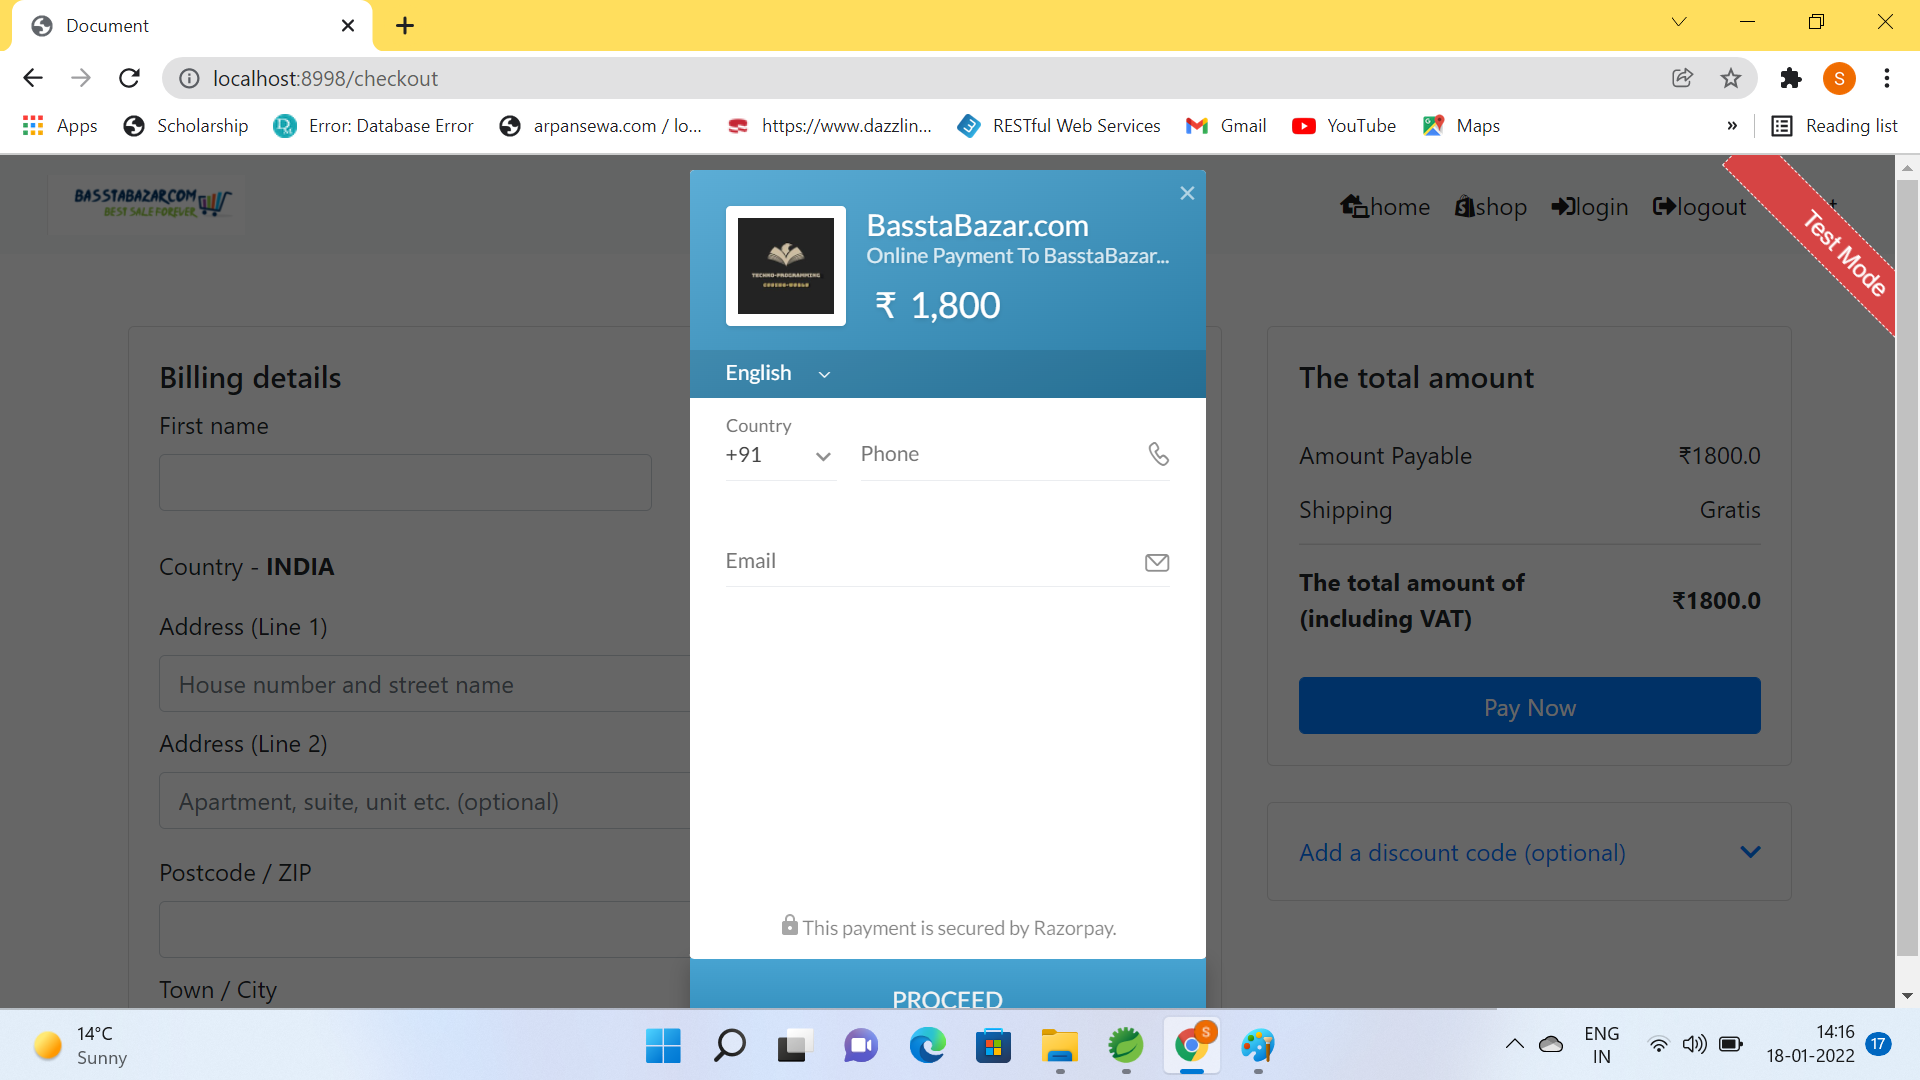 Document
localhost:8998/checkout
S
Apps
Scholarship
Error: Database Error
arpansewa.com / lo...
https://www.dazzlin...
RESTful Web Services
Gmail
YouTube
Maps
»
Reading list
BASSTABAZAR.COM
BEST SALE FOREVER
home
shop
login
logout
Test Mode
BasstaBazar.com
Online Payment To BasstaBazar...
TECHNO-PROGRAMMING
₹ 1,800
English
Country
+91
Phone
Email
This payment is secured by Razorpay.
PROCEED
Billing details
First name
Country - INDIA
Address (Line 1)
House number and street name
Address (Line 2)
Apartment, suite, unit etc. (optional)
Postcode / ZIP
Town / City
The total amount
Amount Payable ₹1800.0
Shipping Gratis
The total amount of
(including VAT) ₹1800.0
Pay Now
Add a discount code (optional)
14°C
Sunny
S
ENG
IN
14:16
18-01-2022
17